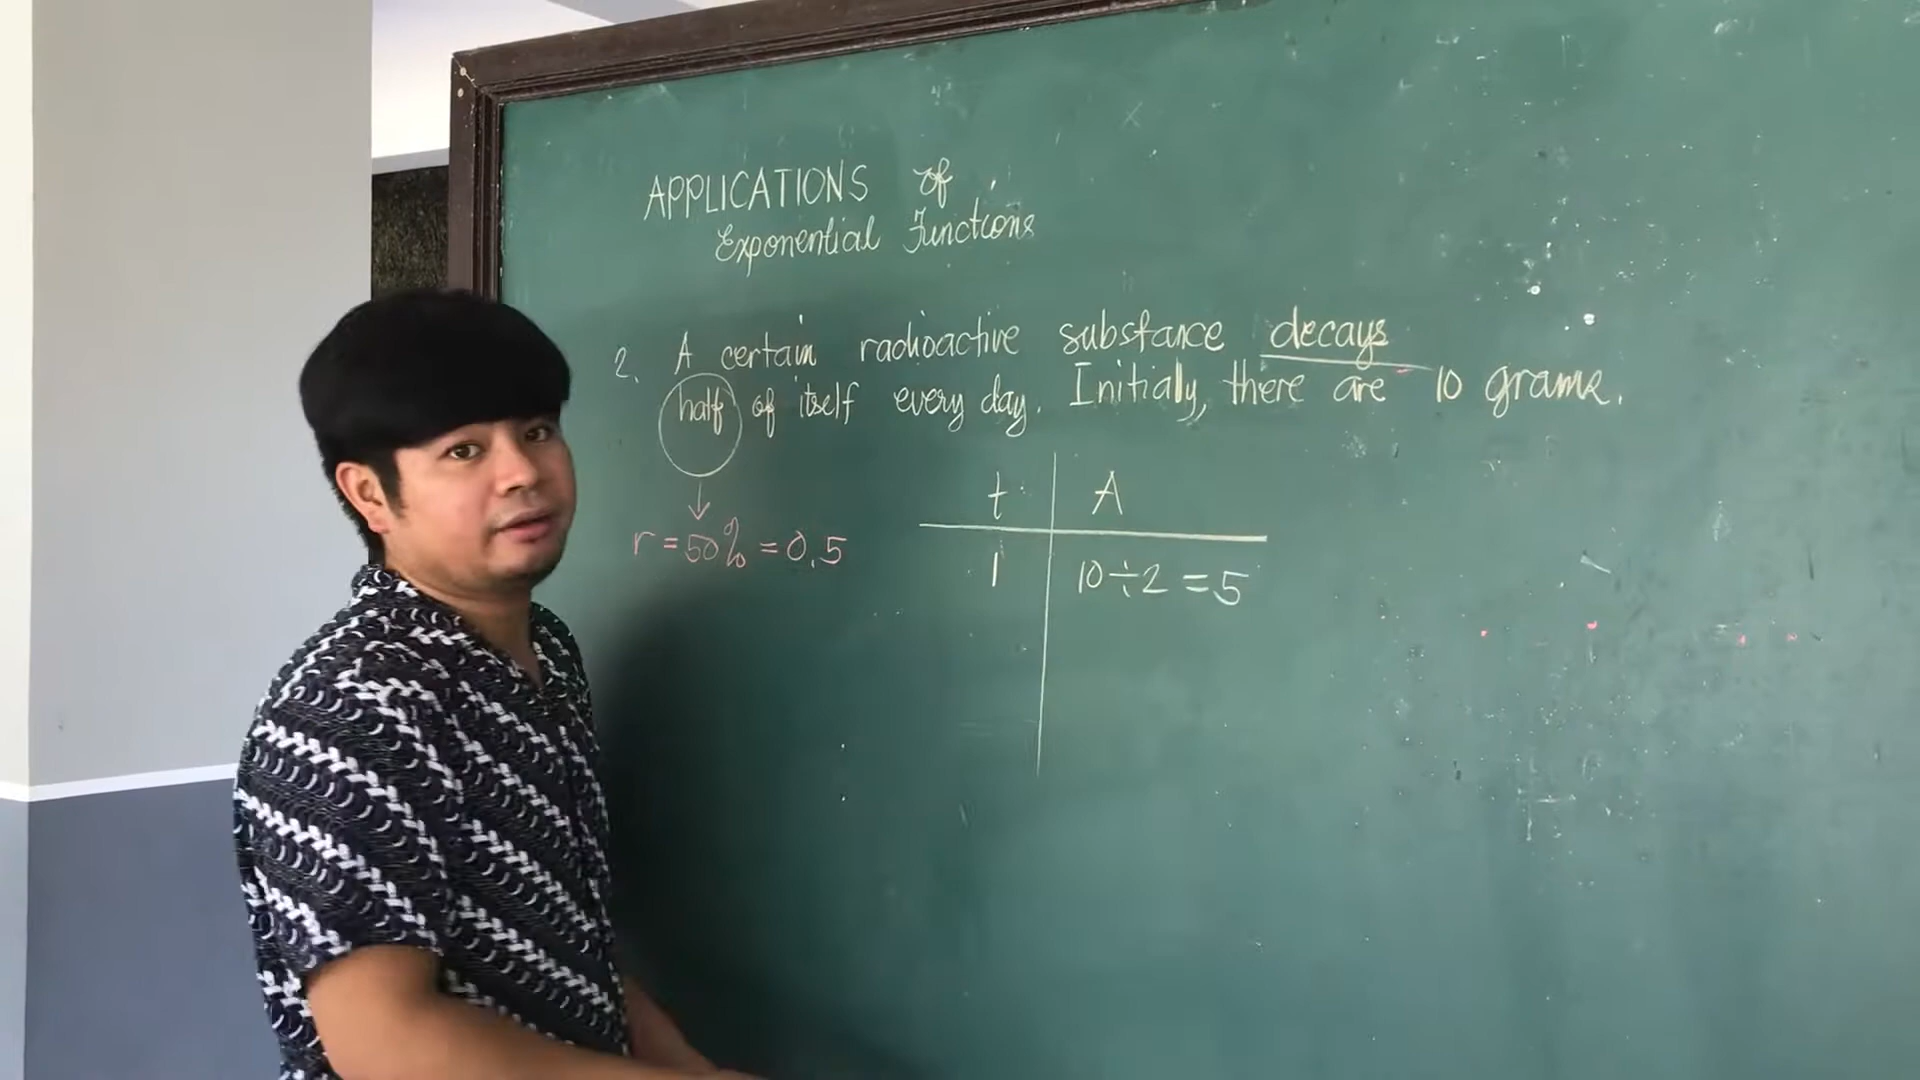 APPLICATIONS of
Exponential Functions
2. A certain radioactive substance decays
half of itself every day. Initially, there are 10 grams.
r = 50% = 0.5
t A
1 10 ÷ 2 = 5